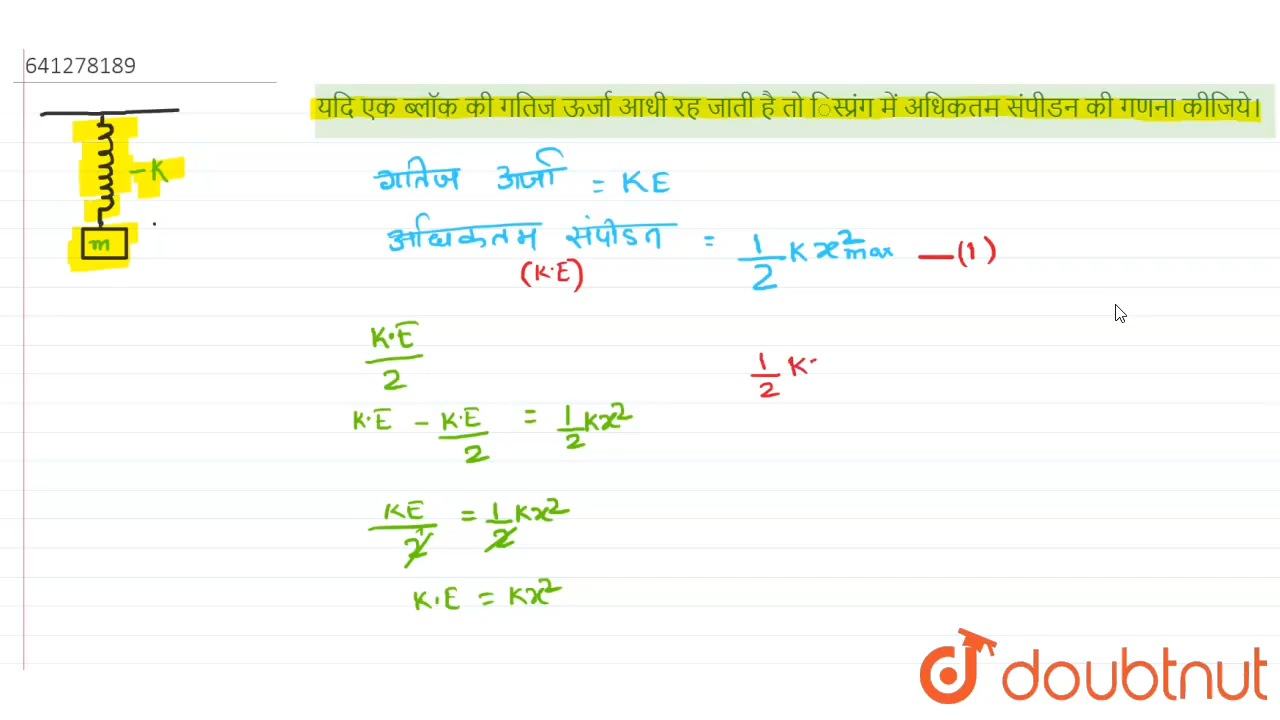 641278189
यदि एक ब्लॉक की गतिज ऊर्जा आधी रह जाती है तो िस्प्रंग में अधिकतम संपीडन की गणना कीजिये।
- K
m
गतिज ऊर्जा = KE
अधिकतम संपीडन = 1/2 K x²max —(1)
(K·E)
K·E/2
1/2 K
K·E - K·E/2 = 1/2 Kx²
KE/2 = 1/2 Kx²
K·E = Kx²
doubtnut